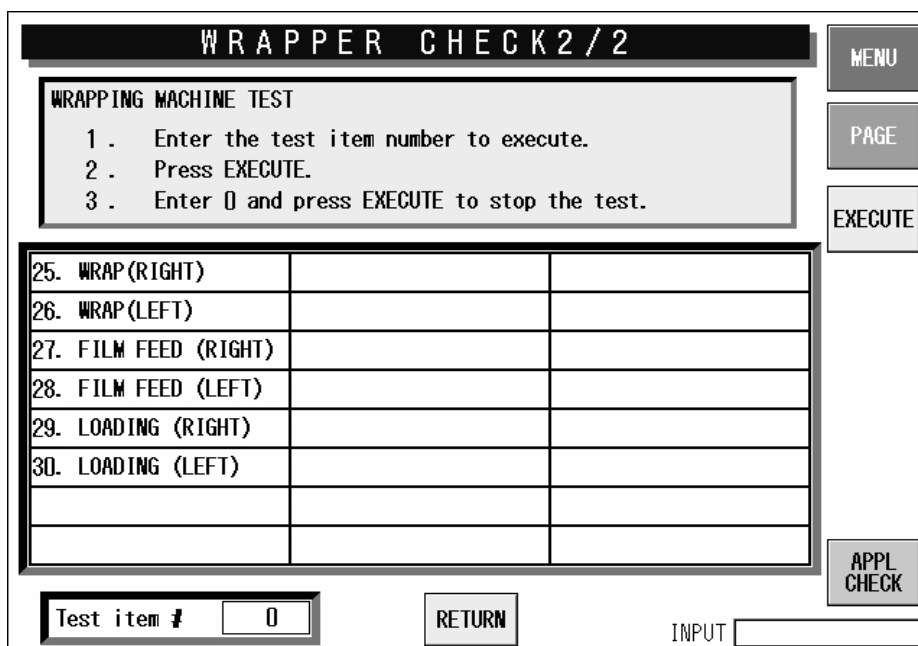 WRAPPER CHECK2/2
MENU
WRAPPING MACHINE TEST
1. Enter the test item number to execute.
2. Press EXECUTE.
3. Enter 0 and press EXECUTE to stop the test.
PAGE
EXECUTE
25. WRAP(RIGHT)
26. WRAP(LEFT)
27. FILM FEED (RIGHT)
28. FILM FEED (LEFT)
29. LOADING (RIGHT)
30. LOADING (LEFT)
APPL
CHECK
Test item # 0
RETURN
INPUT